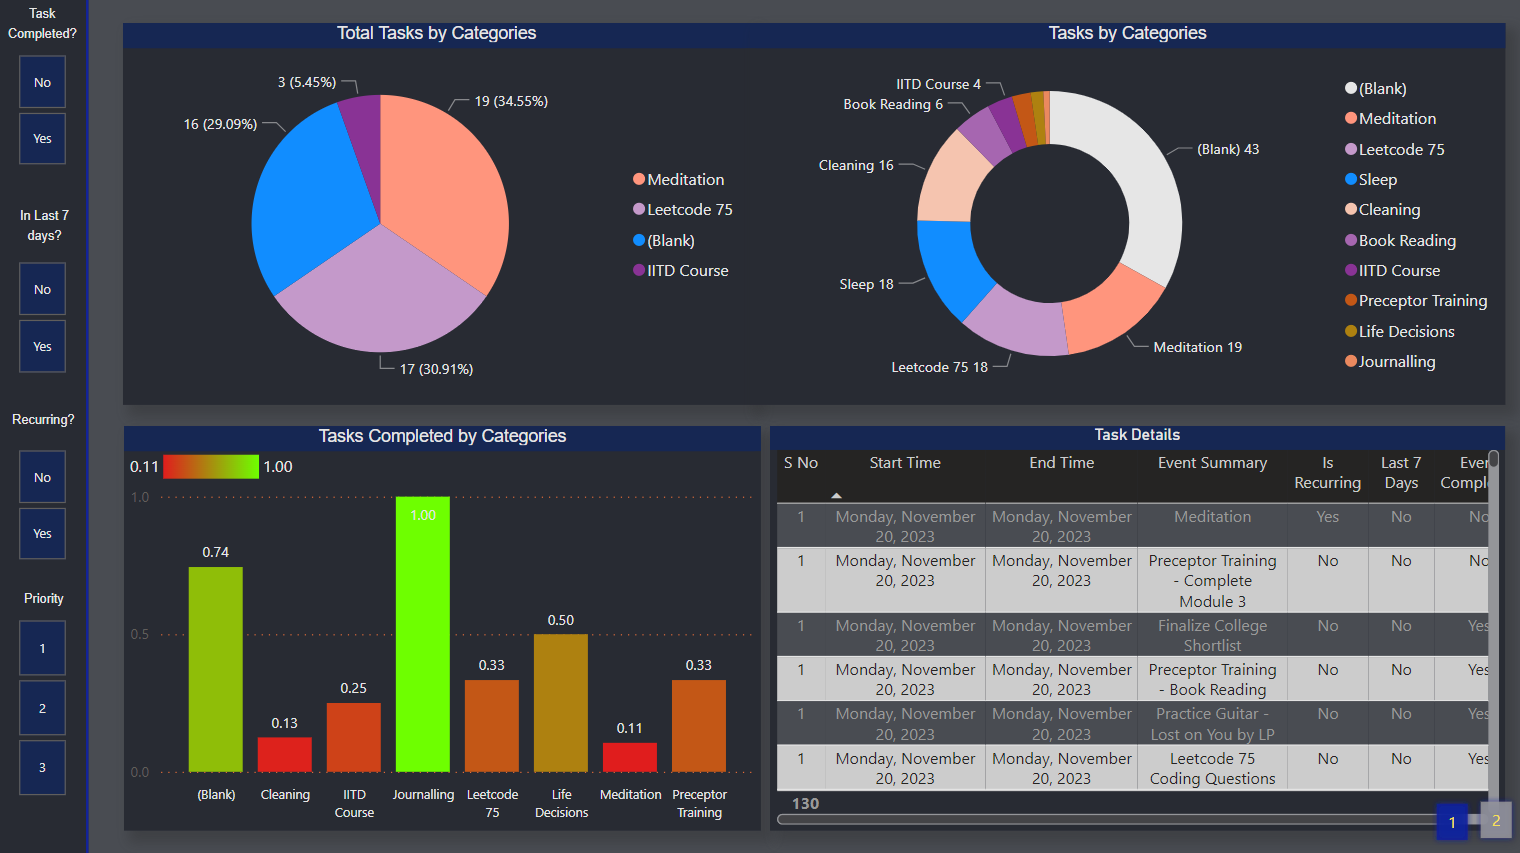 Task
Completed?
No
Yes
In Last 7
days?
No
Yes
Recurring?
No
Yes
Priority
1
2
3
Total Tasks by Categories
3 (5.45%)
19 (34.55%)
16 (29.09%)
17 (30.91%)
Meditation
Leetcode 75
(Blank)
IITD Course
Tasks by Categories
IITD Course 4
Book Reading 6
Cleaning 16
Sleep 18
Leetcode 75 18
Meditation 19
(Blank) 43
(Blank)
Meditation
Leetcode 75
Sleep
Cleaning
Book Reading
IITD Course
Preceptor Training
Life Decisions
Journalling
Tasks Completed by Categories
0.11 1.00
1.0
0.5
0.0
0.74
0.13
0.25
1.00
0.33
0.50
0.11
0.33
(Blank)
Cleaning
IITD
Course
Journalling
Leetcode
75
Life
Decisions
Meditation
Preceptor
Training
Task Details
S No Start Time End Time Event Summary Is Last 7
Recurring Days
1 Monday, November Monday, November Meditation Yes No No
20, 2023 20, 2023
1 Monday, November Monday, November Preceptor Training No No No
20, 2023 20, 2023 - Complete
Module 3
1 Monday, November Monday, November Finalize College No No Yes
20, 2023 20, 2023 Shortlist
1 Monday, November Monday, November Preceptor Training No No Yes
20, 2023 20, 2023 - Book Reading
1 Monday, November Monday, November Practice Guitar - No No Yes
20, 2023 20, 2023 Lost on You by LP
1 Monday, November Monday, November Leetcode 75 No No Yes
20, 2023 20, 2023 Coding Questions
130
1 2